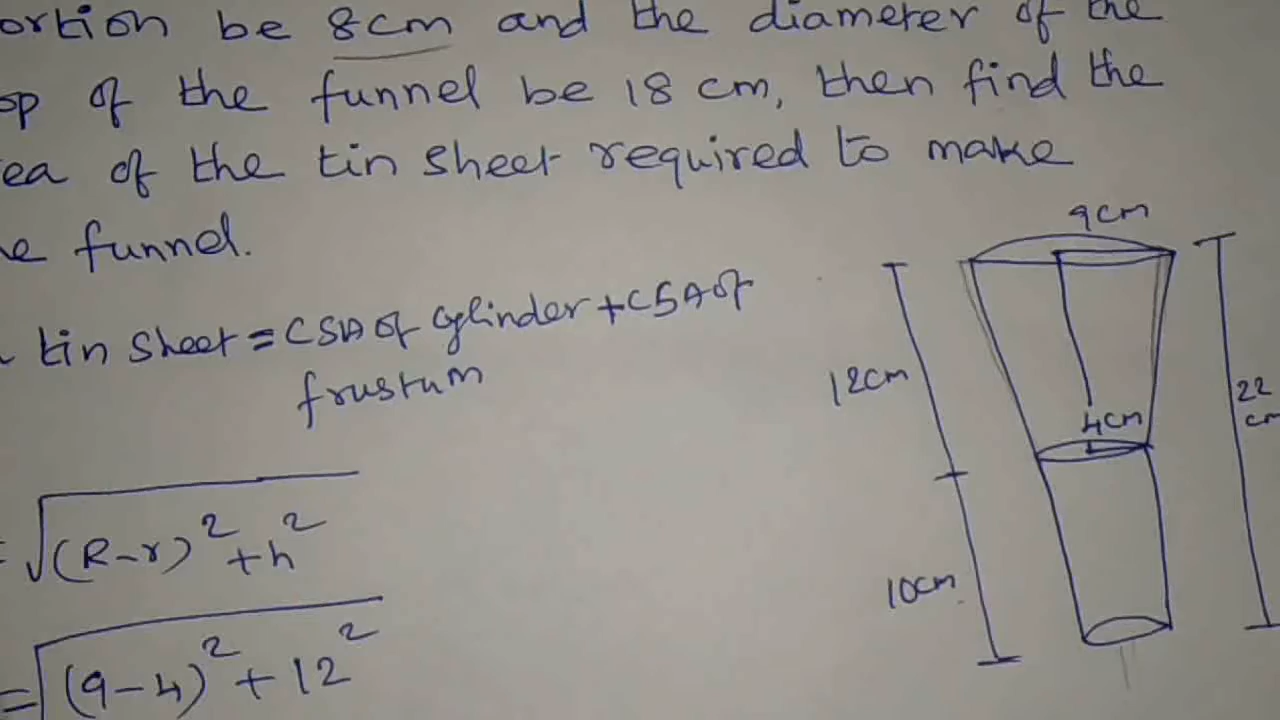 ortion be 8cm and the diameter of the
op of the funnel be 18 cm, then find the
ea of the tin sheet required to make
e funnel.
tin sheet = CSA of cylinder + CSA of
frustum
= √(R-r)² + h²
= √(9-4)² + 12²
9cm
12cm
4cm
22
cm
10cm